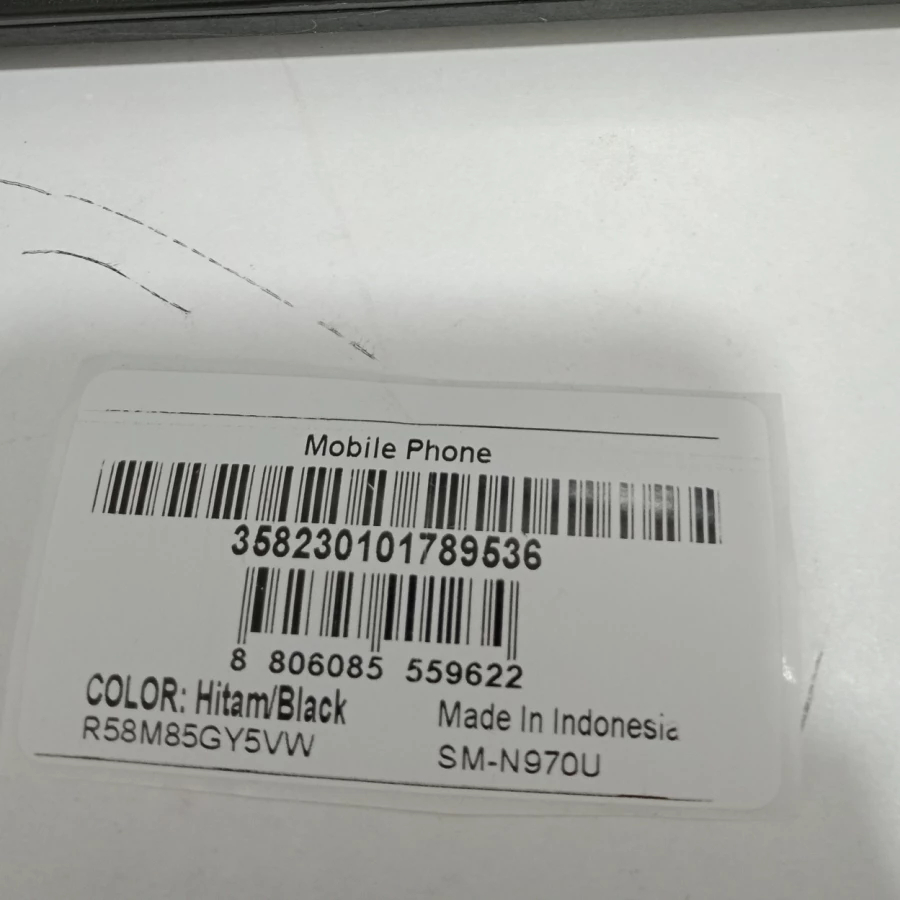 Mobile Phone
358230101789536
8 806085 559622
COLOR: Hitam/Black
Made In Indonesia
R58M85GY5VW
SM-N970U